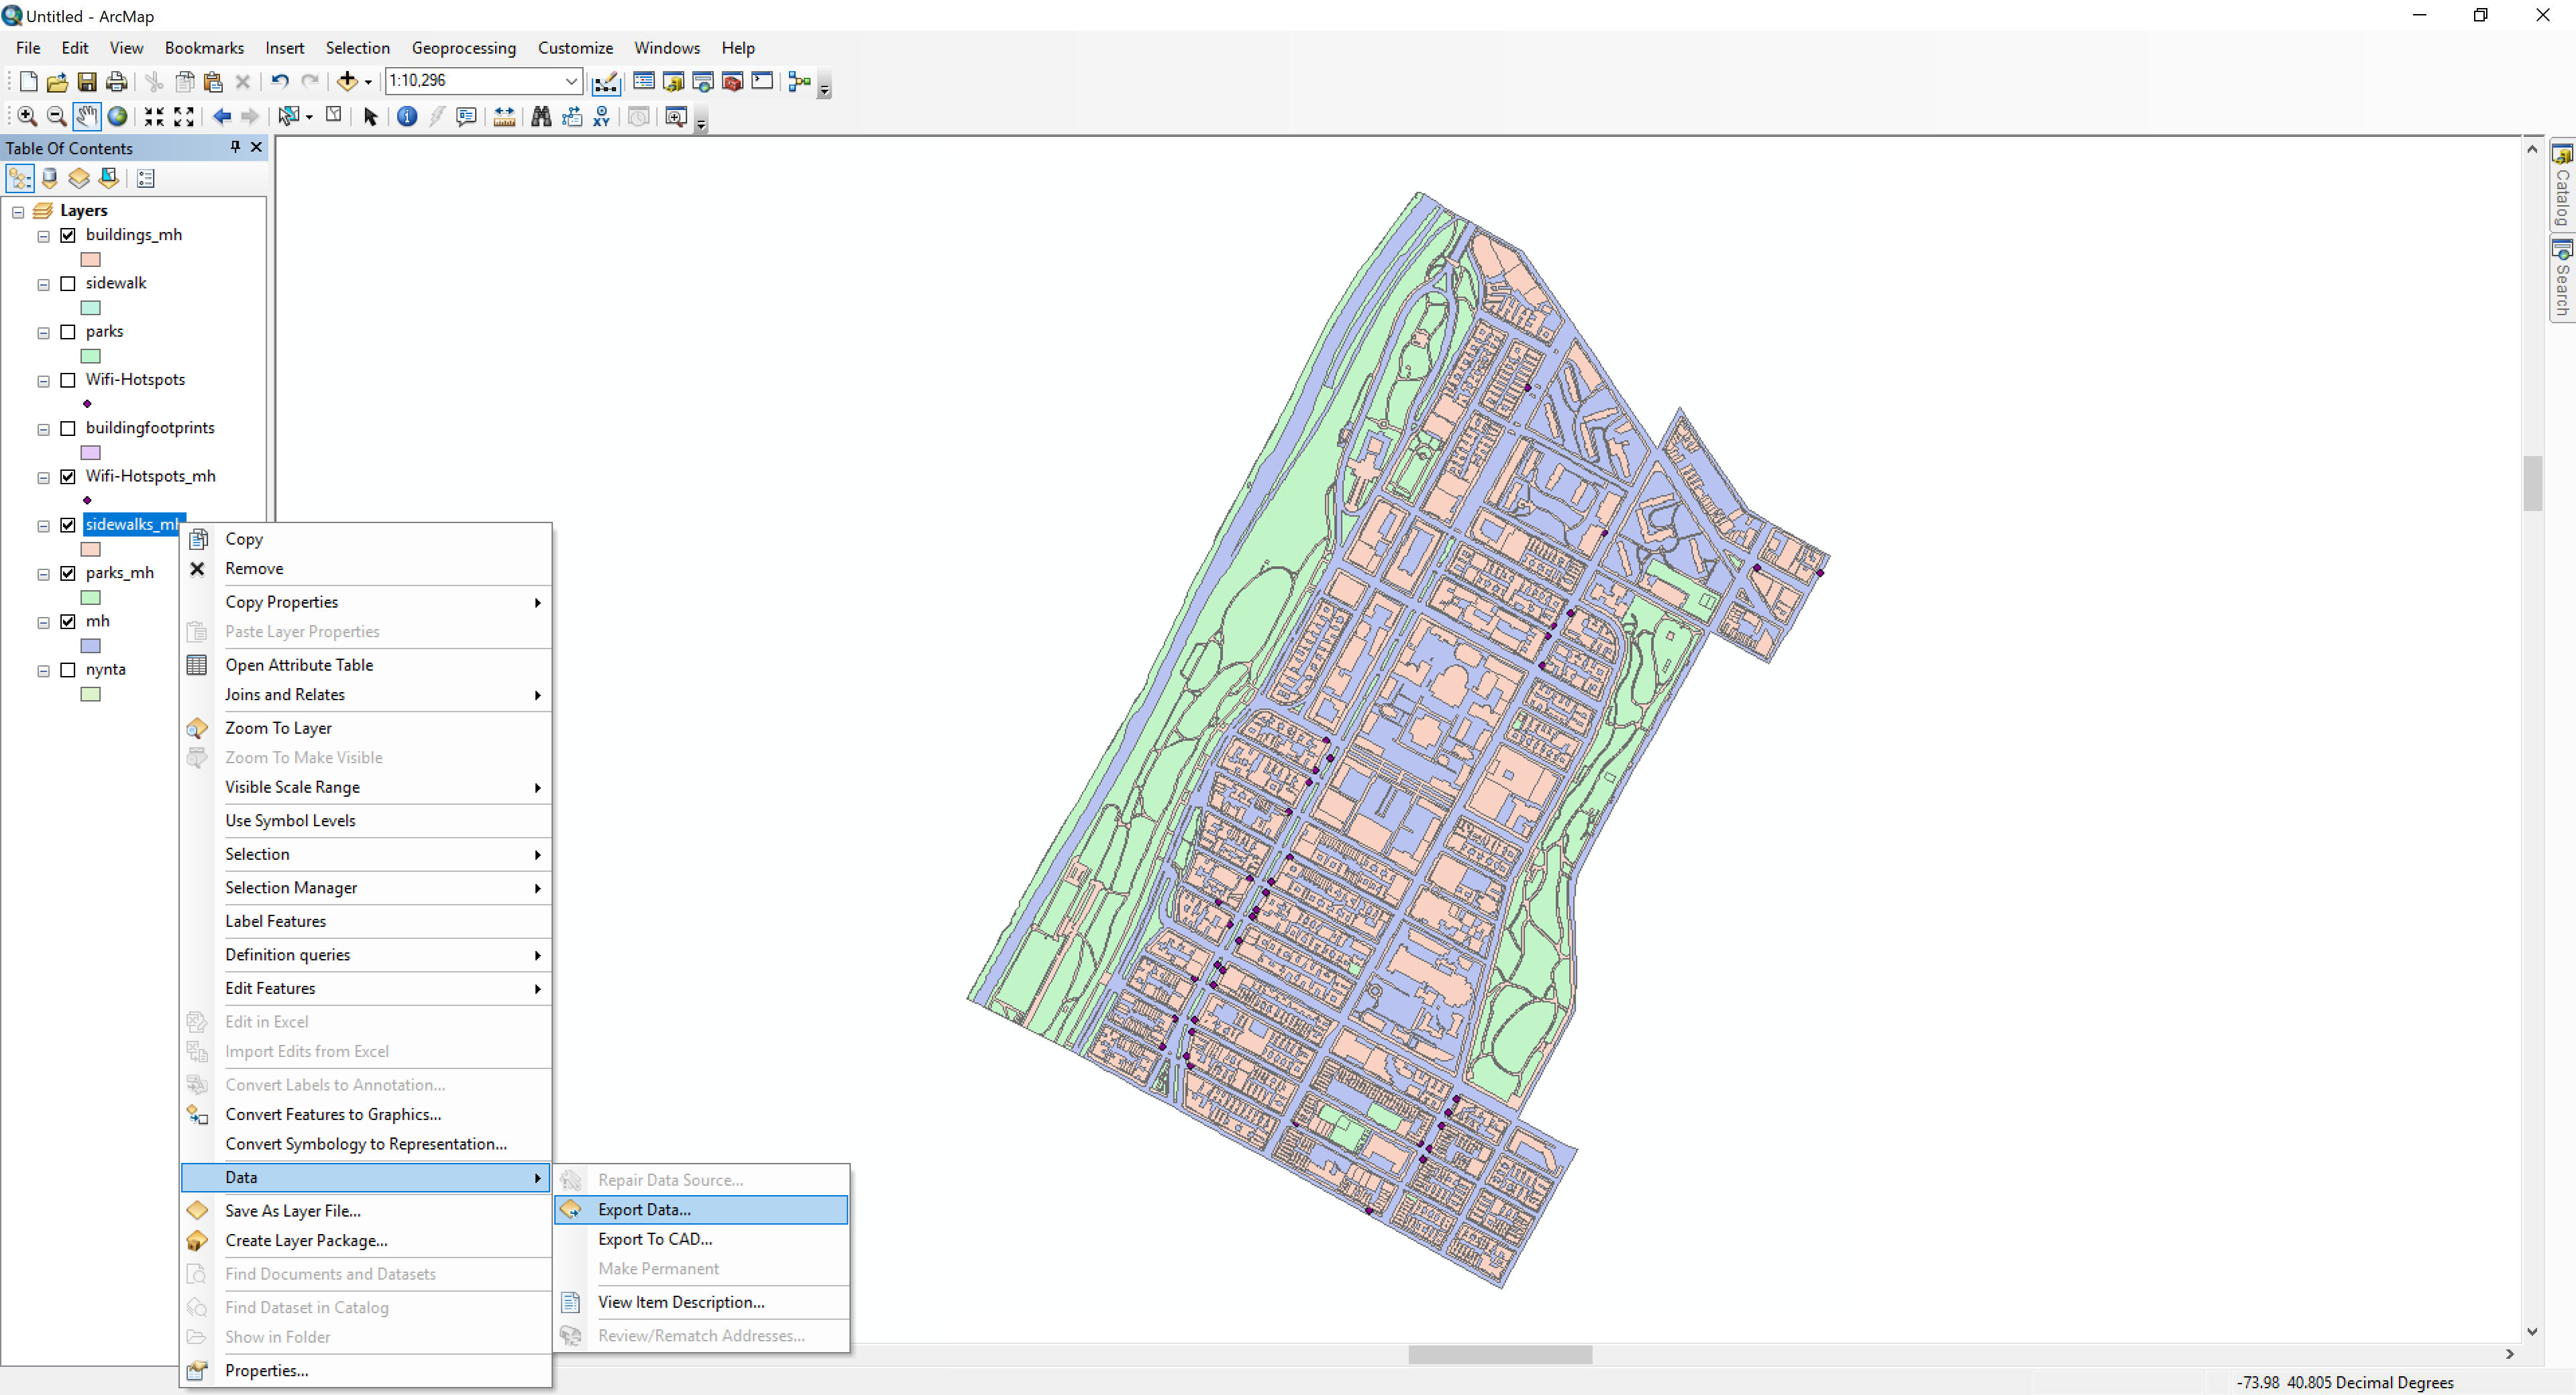 Untitled - ArcMap
File Edit View Bookmarks Insert Selection Geoprocessing Customize Windows Help
1:10,296
XY
Table Of Contents
Layers
buildings_mh
sidewalk
parks
Wifi-Hotspots
buildingfootprints
Wifi-Hotspots_mh
sidewalks_mh
parks_mh
mh
nynta
Copy
Remove
Copy Properties
Paste Layer Properties
Open Attribute Table
Joins and Relates
Zoom To Layer
Zoom To Make Visible
Visible Scale Range
Use Symbol Levels
Selection
Selection Manager
Label Features
Definition queries
Edit Features
Edit in Excel
Import Edits from Excel
Convert Labels to Annotation...
Convert Features to Graphics...
Convert Symbology to Representation...
Data
Save As Layer File...
Create Layer Package...
Find Documents and Datasets
Find Dataset in Catalog
Show in Folder
Properties...
Repair Data Source...
Export Data...
Export To CAD...
Make Permanent
View Item Description...
Review/Rematch Addresses...
Catalog
Search
-73.98 40.805 Decimal Degrees